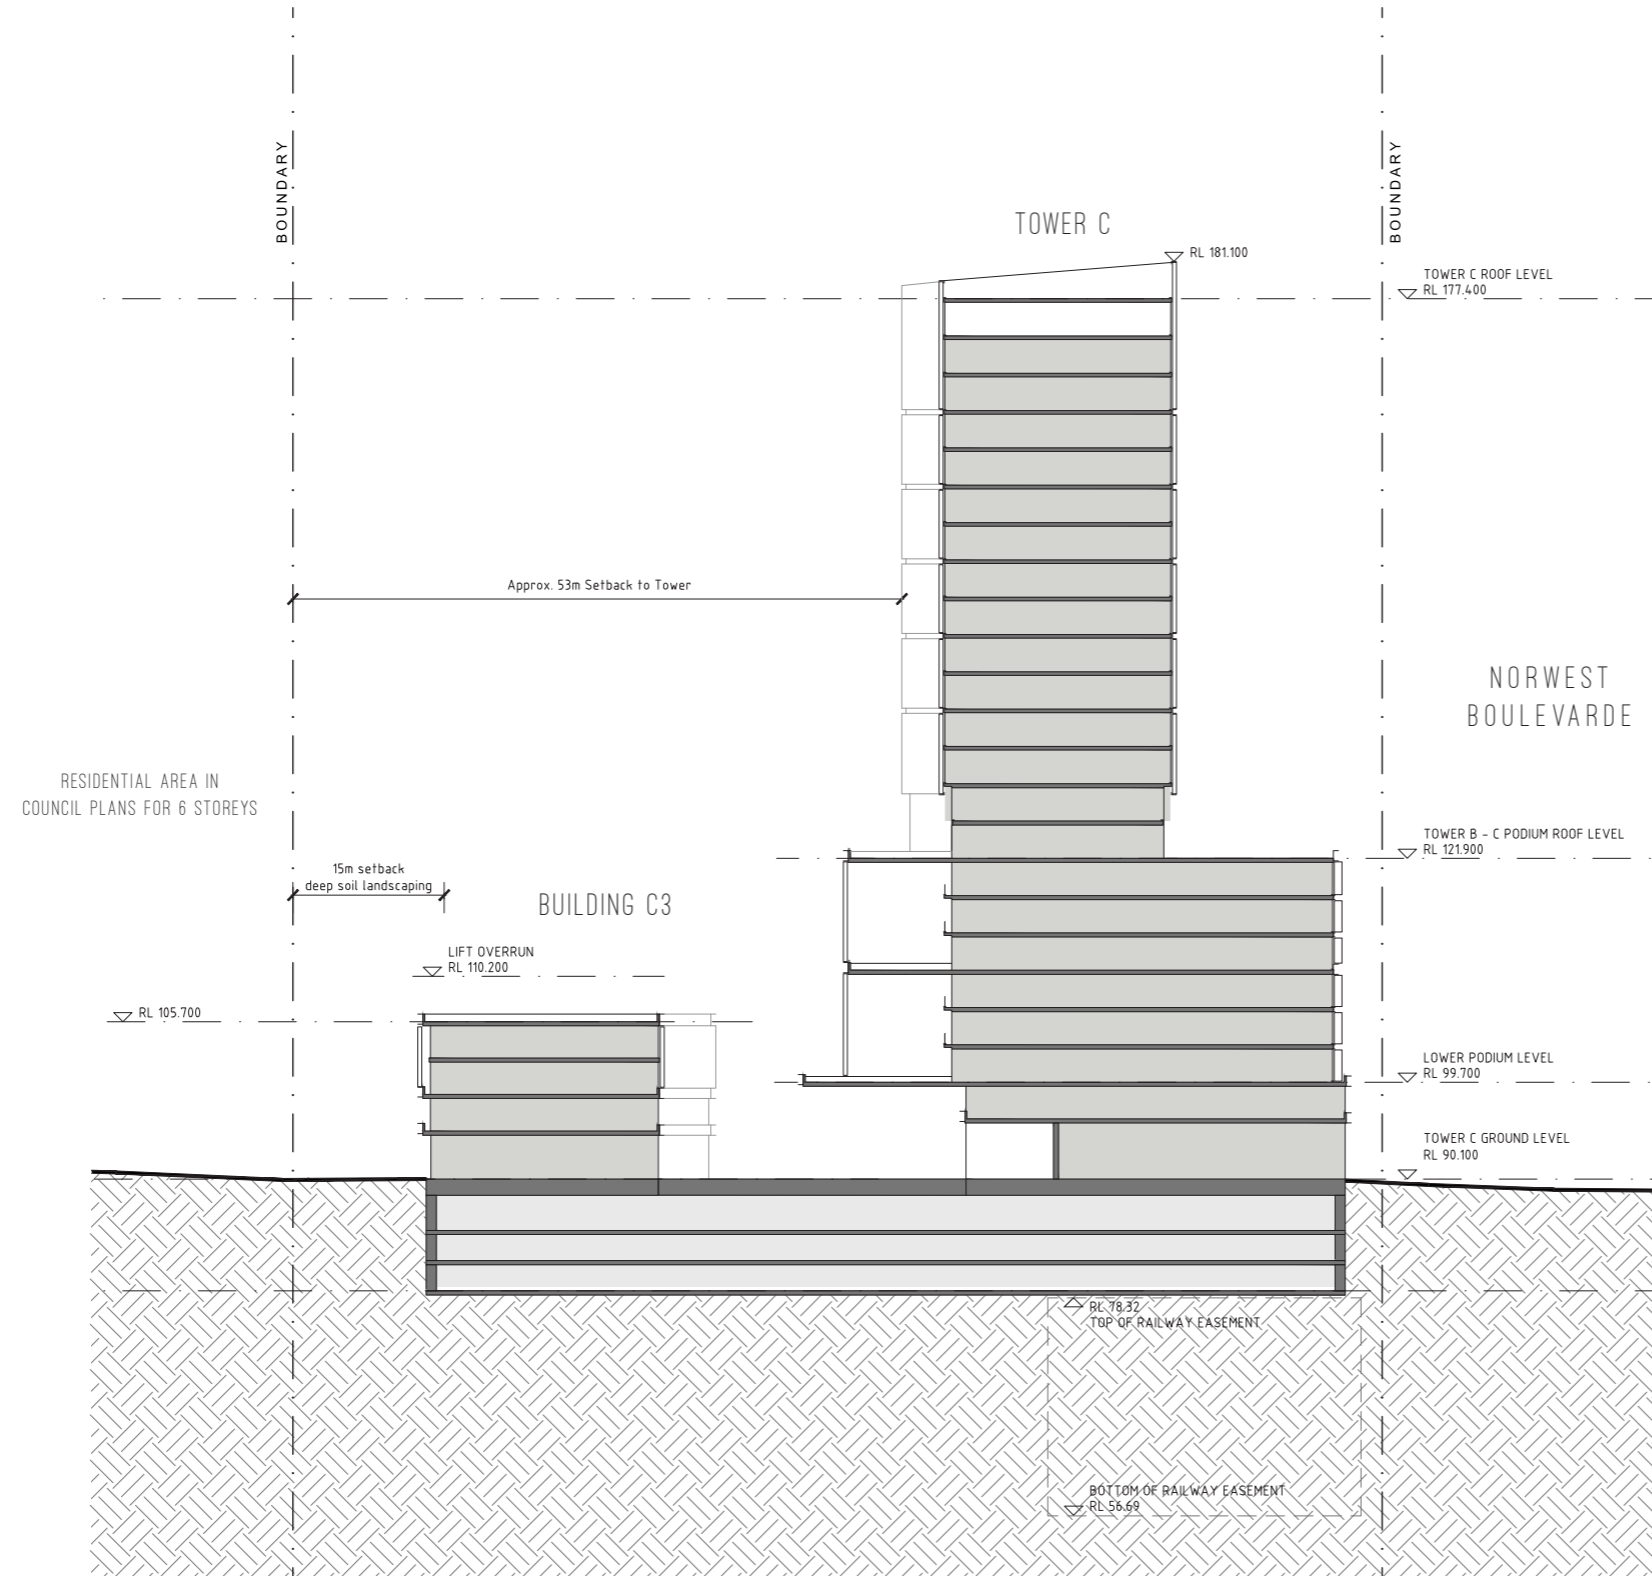 BOUNDARY
BOUNDARY
TOWER C
RL 181.100
TOWER C ROOF LEVEL
RL 177.400
Approx. 53m Setback to Tower
NORWEST
BOULEVARDE
RESIDENTIAL AREA IN
COUNCIL PLANS FOR 6 STOREYS
TOWER B - C PODIUM ROOF LEVEL
RL 121.900
15m setback
deep soil landscaping
BUILDING C3
LIFT OVERRUN
RL 110.200
RL 105.700
LOWER PODIUM LEVEL
RL 99.700
TOWER C GROUND LEVEL
RL 90.100
RL 78.32
TOP OF RAILWAY EASEMENT
BOTTOM OF RAILWAY EASEMENT
RL 56.69